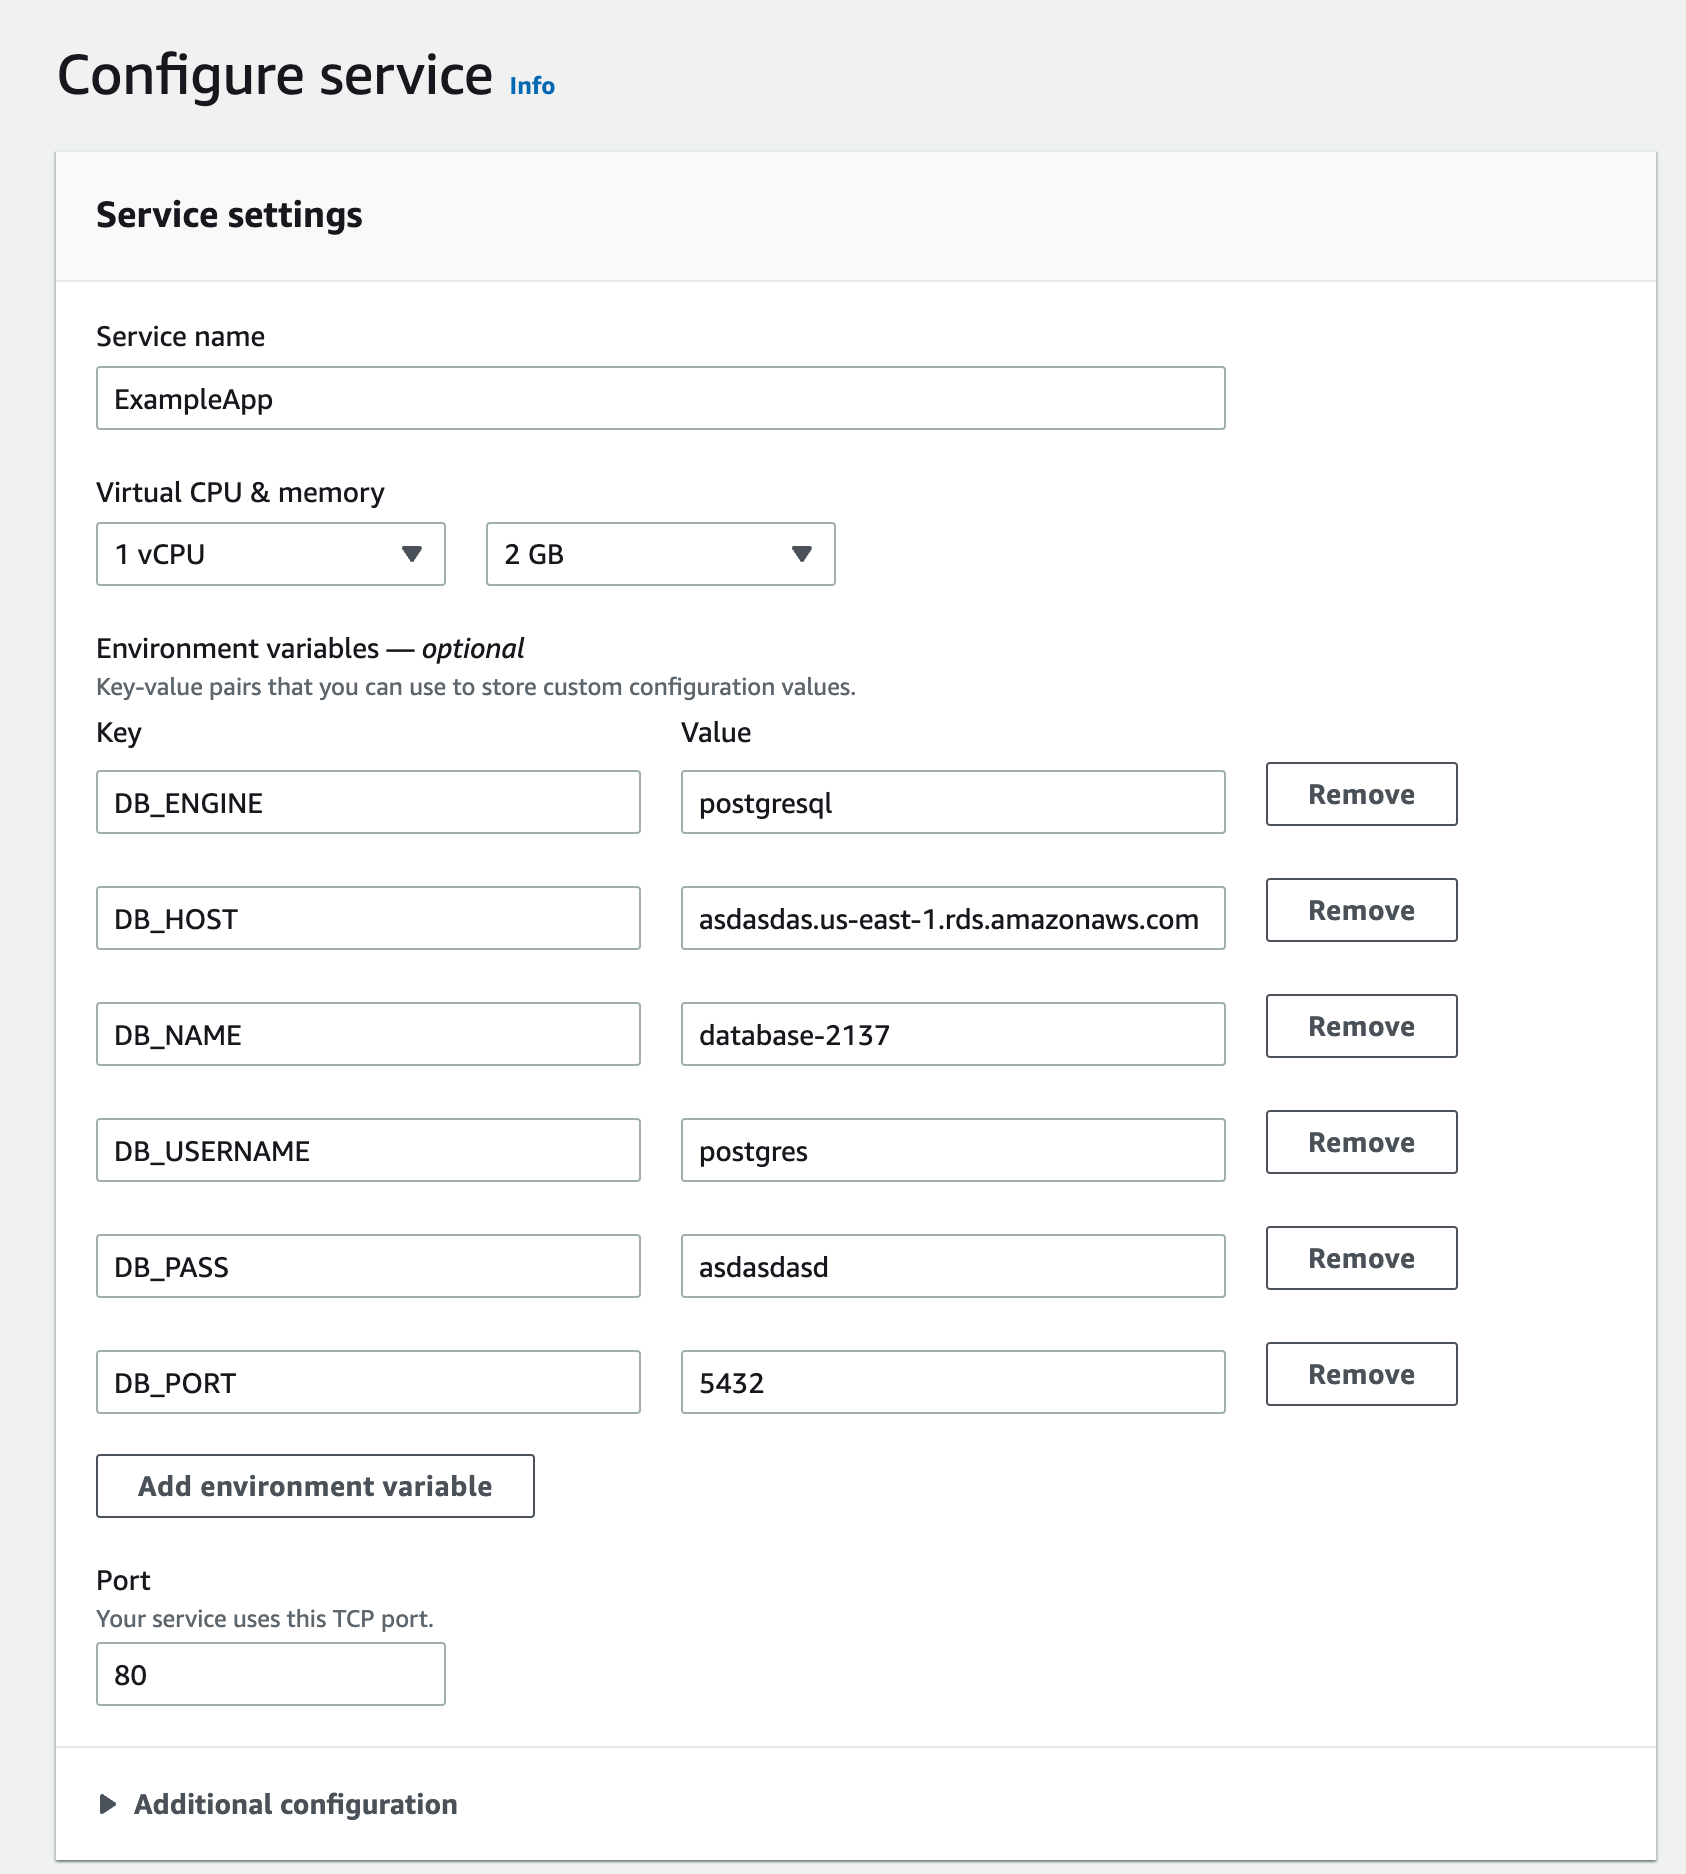 Configure service Info
Service settings
Service name
ExampleApp
Virtual CPU & memory
1 vCPU 2 GB
Environment variables — optional
Key-value pairs that you can use to store custom configuration values.
Key Value
DB_ENGINE postgresql Remove
DB_HOST asdasdas.us-east-1.rds.amazonaws.com Remove
DB_NAME database-2137 Remove
DB_USERNAME postgres Remove
DB_PASS asdasdasd Remove
DB_PORT 5432 Remove
Add environment variable
Port
Your service uses this TCP port.
80
Additional configuration